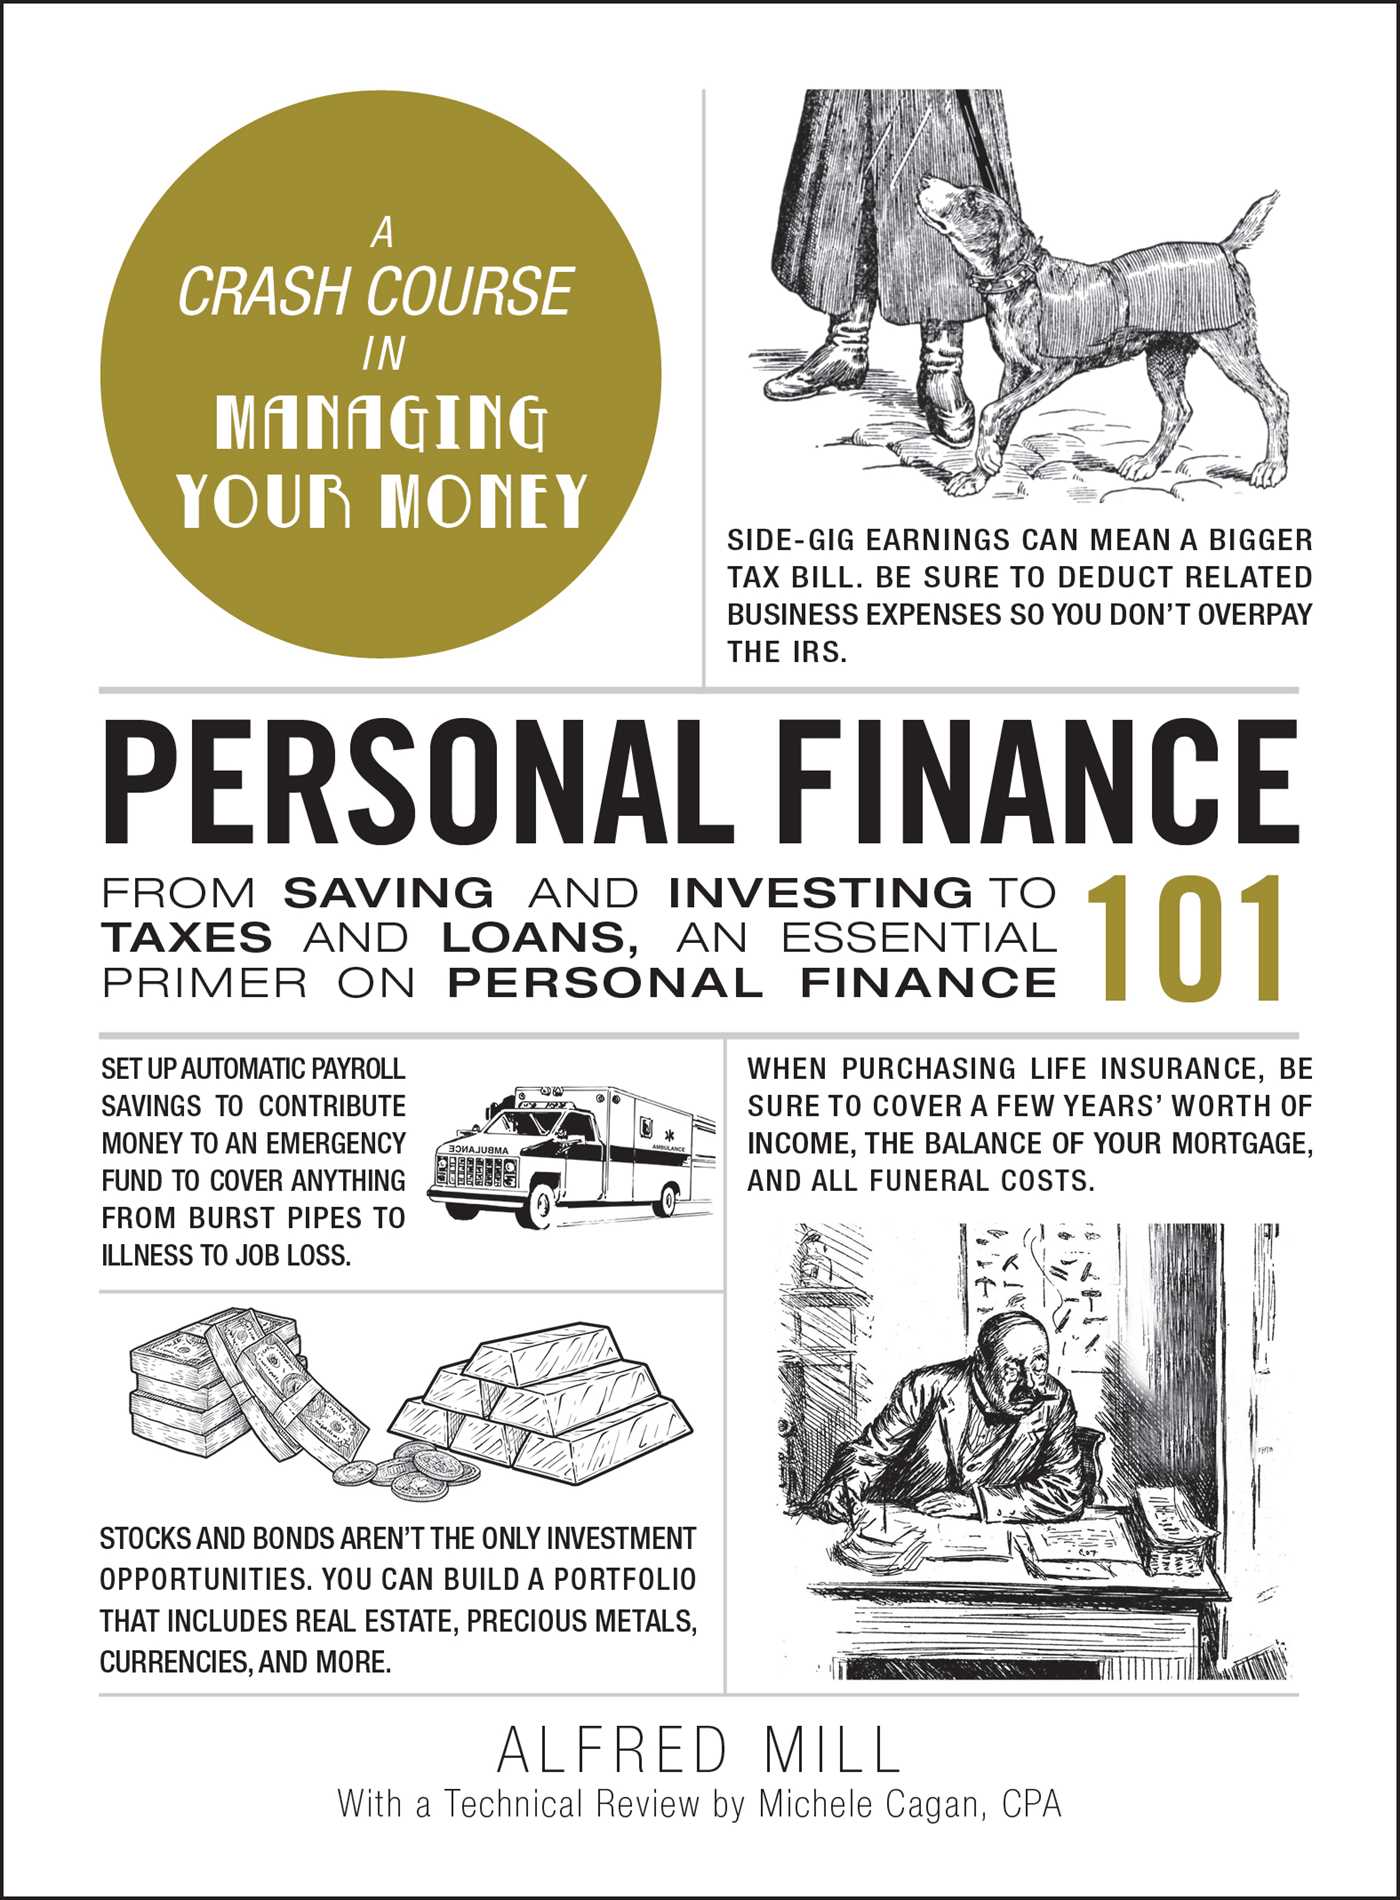 A
CRASH COURSE
IN
MANAGING
YOUR MONEY
SIDE-GIG EARNINGS CAN MEAN A BIGGER
TAX BILL. BE SURE TO DEDUCT RELATED
BUSINESS EXPENSES SO YOU DON’T OVERPAY
THE IRS.
PERSONAL FINANCE
101
FROM SAVING AND INVESTING TO
TAXES AND LOANS, AN ESSENTIAL
PRIMER ON PERSONAL FINANCE
SET UP AUTOMATIC PAYROLL
SAVINGS TO CONTRIBUTE
MONEY TO AN EMERGENCY
FUND TO COVER ANYTHING
FROM BURST PIPES TO
ILLNESS TO JOB LOSS.
AMBULANCE
AMBULANCE
WHEN PURCHASING LIFE INSURANCE, BE
SURE TO COVER A FEW YEARS’ WORTH OF
INCOME, THE BALANCE OF YOUR MORTGAGE,
AND ALL FUNERAL COSTS.
STOCKS AND BONDS AREN’T THE ONLY INVESTMENT
OPPORTUNITIES. YOU CAN BUILD A PORTFOLIO
THAT INCLUDES REAL ESTATE, PRECIOUS METALS,
CURRENCIES, AND MORE.
ALFRED MILL
With a Technical Review by Michele Cagan, CPA